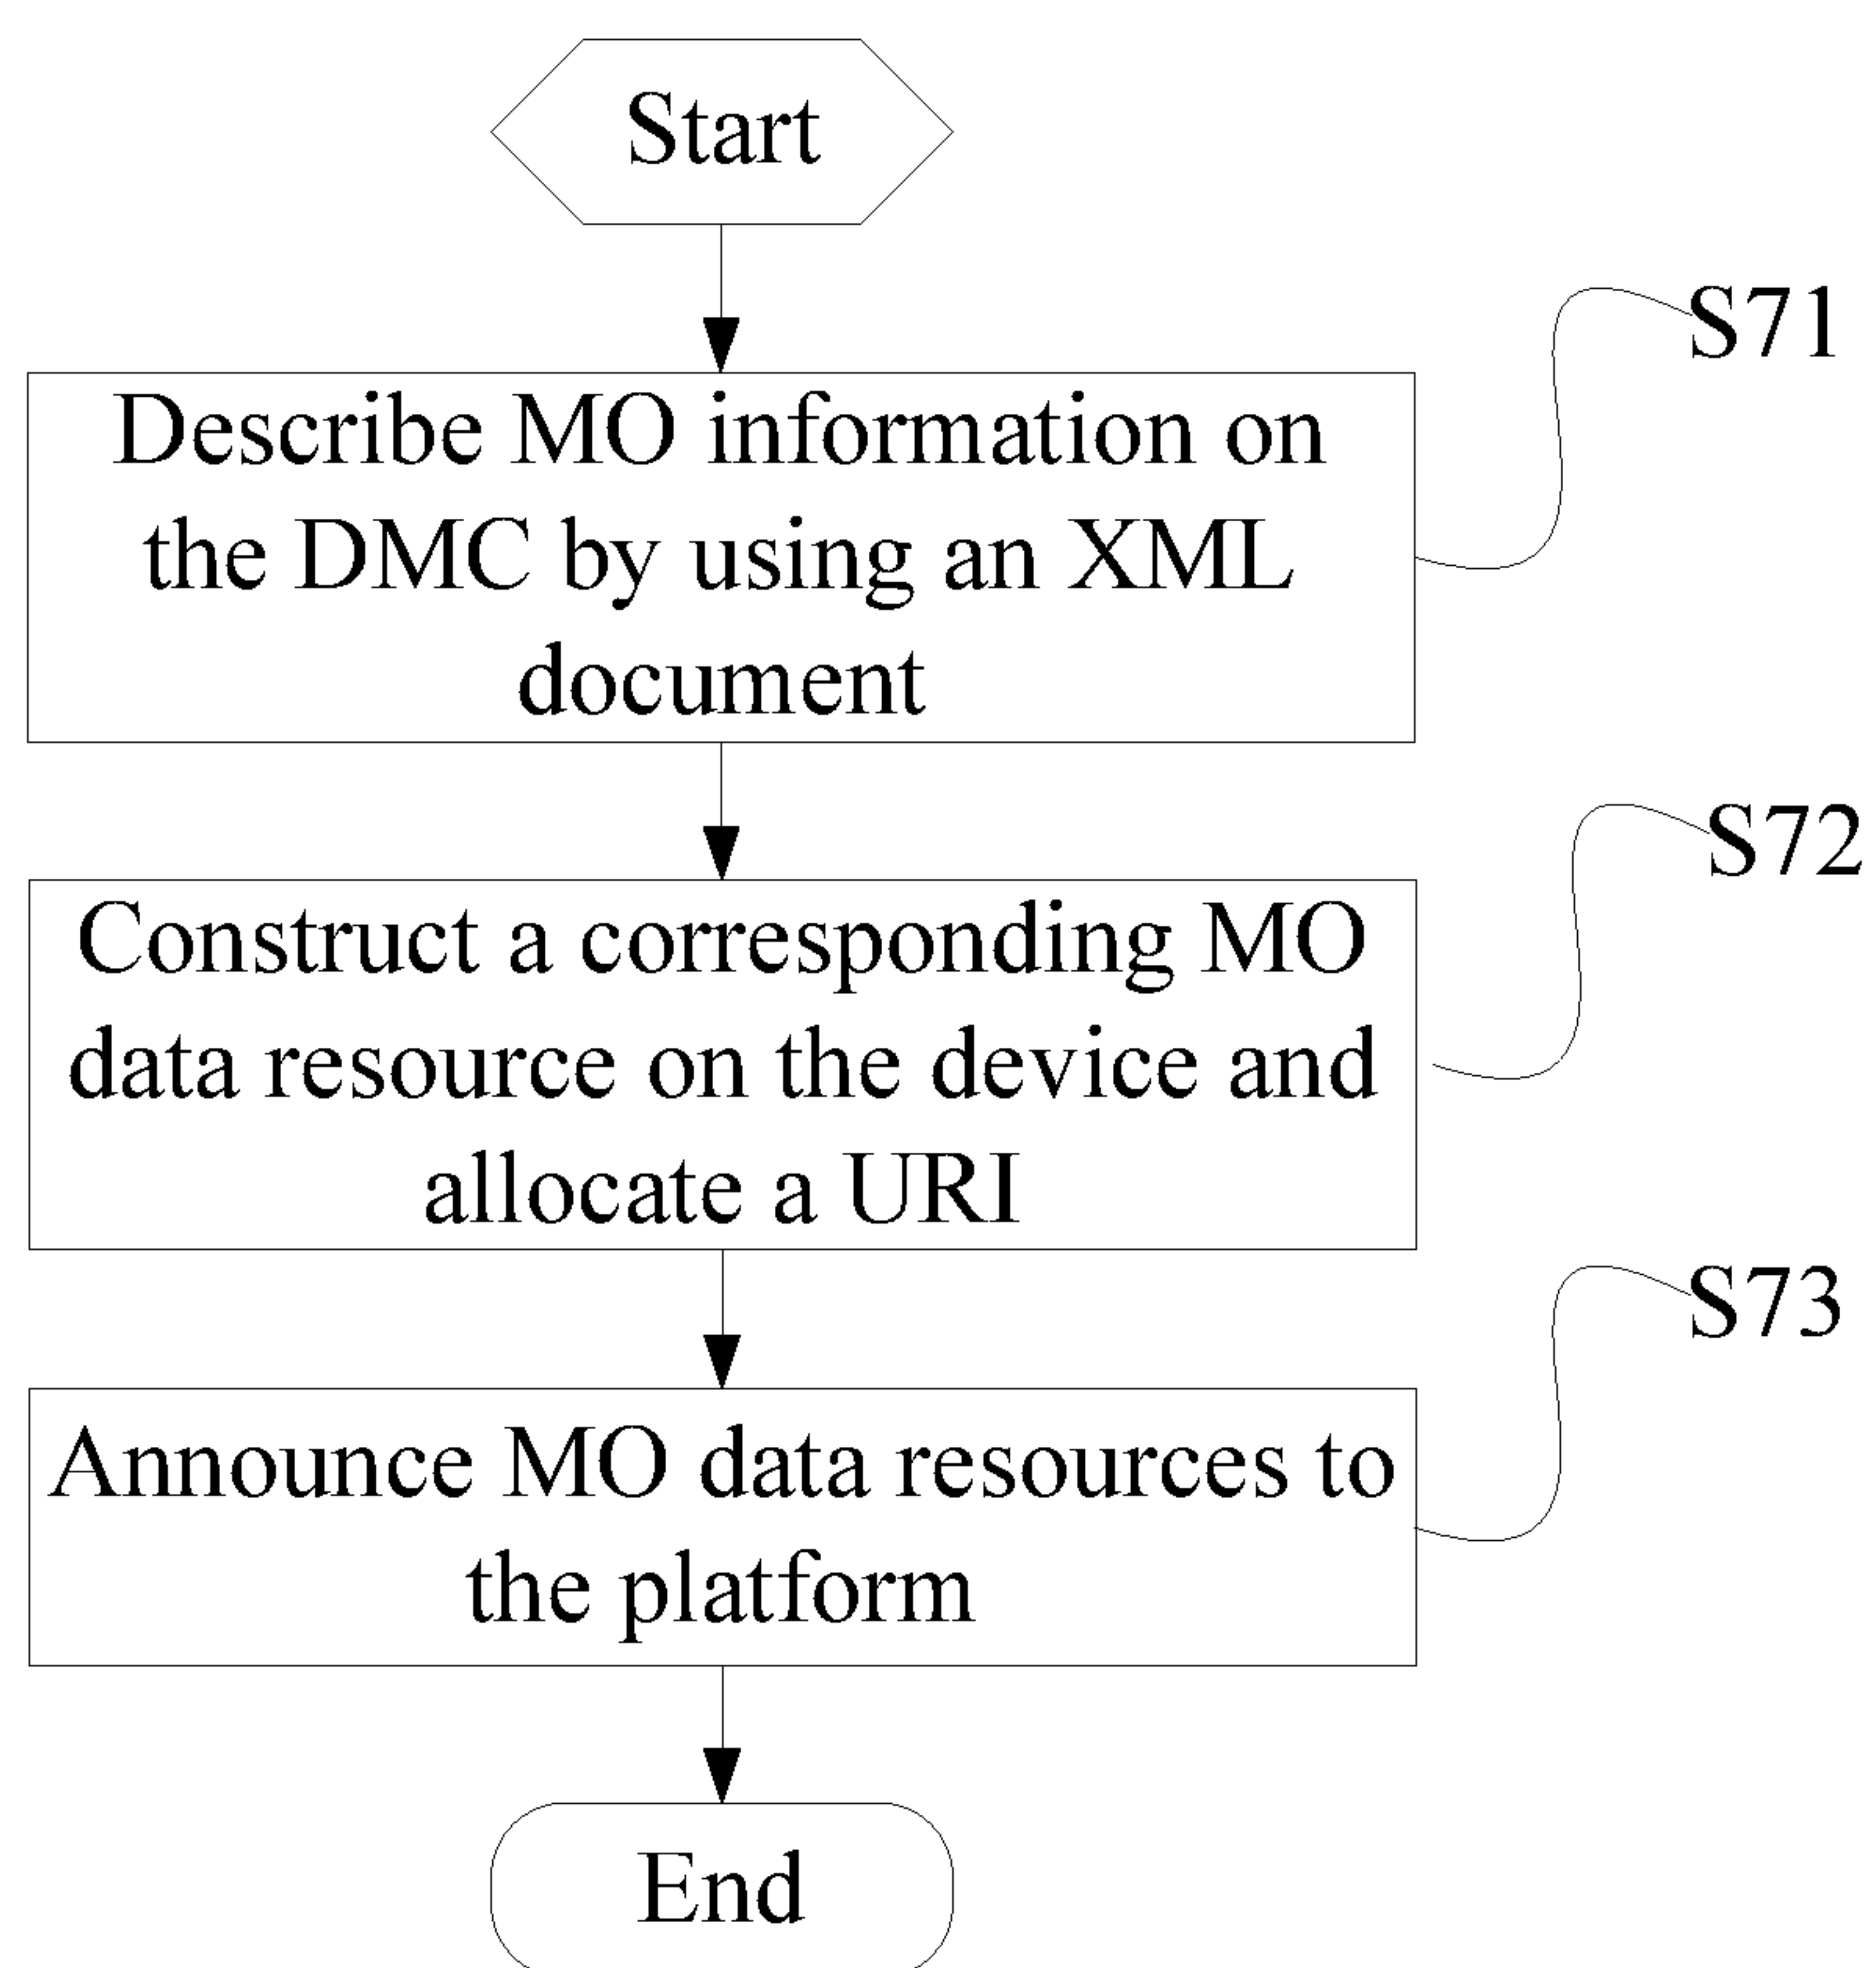 Start
S71
Describe MO information on
the DMC by using an XML
document
S72
Construct a corresponding MO
data resource on the device and
allocate a URI
S73
Announce MO data resources to
the platform
End